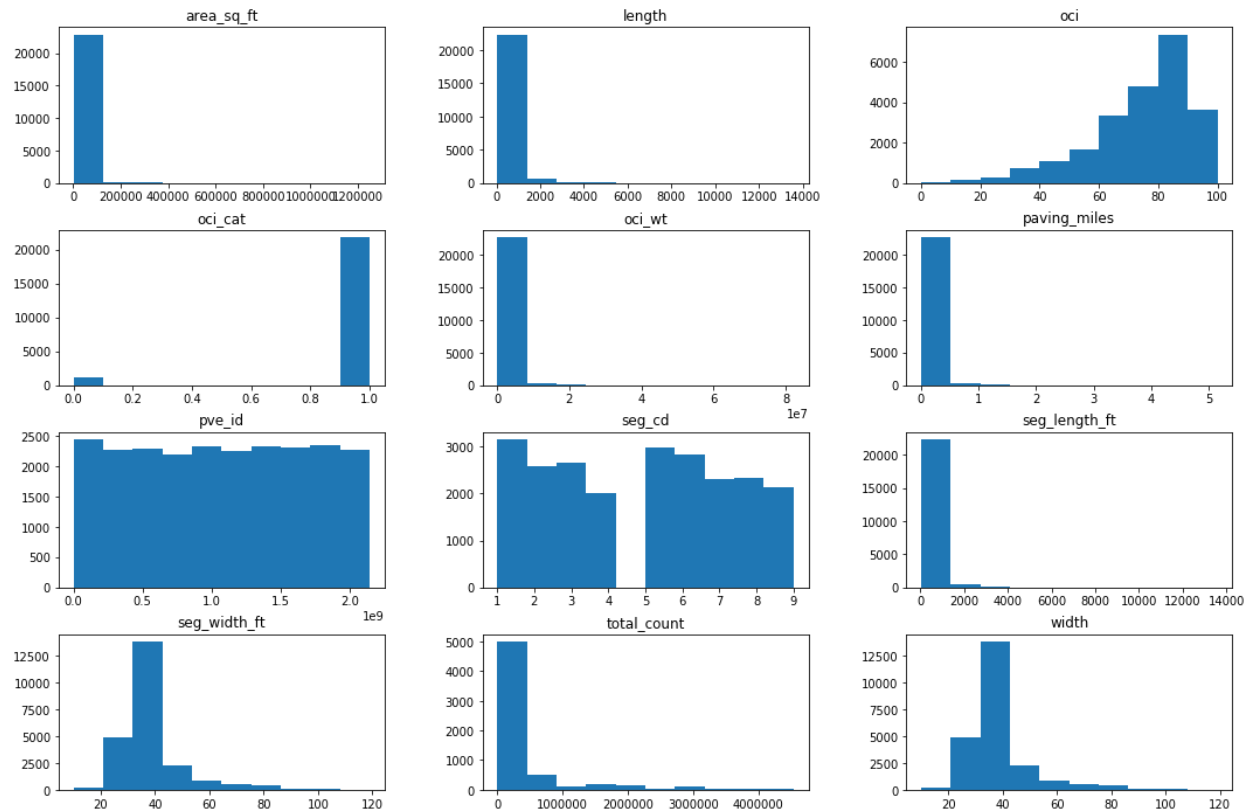 area_sq_ft length oci
20000 15000 10000 5000 0
0 200000 400000 600000 800000 1000000 1200000
20000 15000 10000 5000 0
0 2000 4000 6000 8000 10000 12000 14000
6000 4000 2000 0
0 20 40 60 80 100
oci_cat oci_wt paving_miles
20000 15000 10000 5000 0
0.0 0.2 0.4 0.6 0.8 1.0
20000 15000 10000 5000 0
0 2 4 6 8
1e7
20000 15000 10000 5000 0
0 1 2 3 4 5
pve_id seg_cd seg_length_ft
2500 2000 1500 1000 500 0
0.0 0.5 1.0 1.5 2.0
1e9
3000 2000 1000 0
1 2 3 4 5 6 7 8 9
20000 15000 10000 5000 0
0 2000 4000 6000 8000 10000 12000 14000
seg_width_ft total_count width
12500 10000 7500 5000 2500 0
20 40 60 80 100 120
5000 4000 3000 2000 1000 0
0 1000000 2000000 3000000 4000000
12500 10000 7500 5000 2500 0
20 40 60 80 100 120